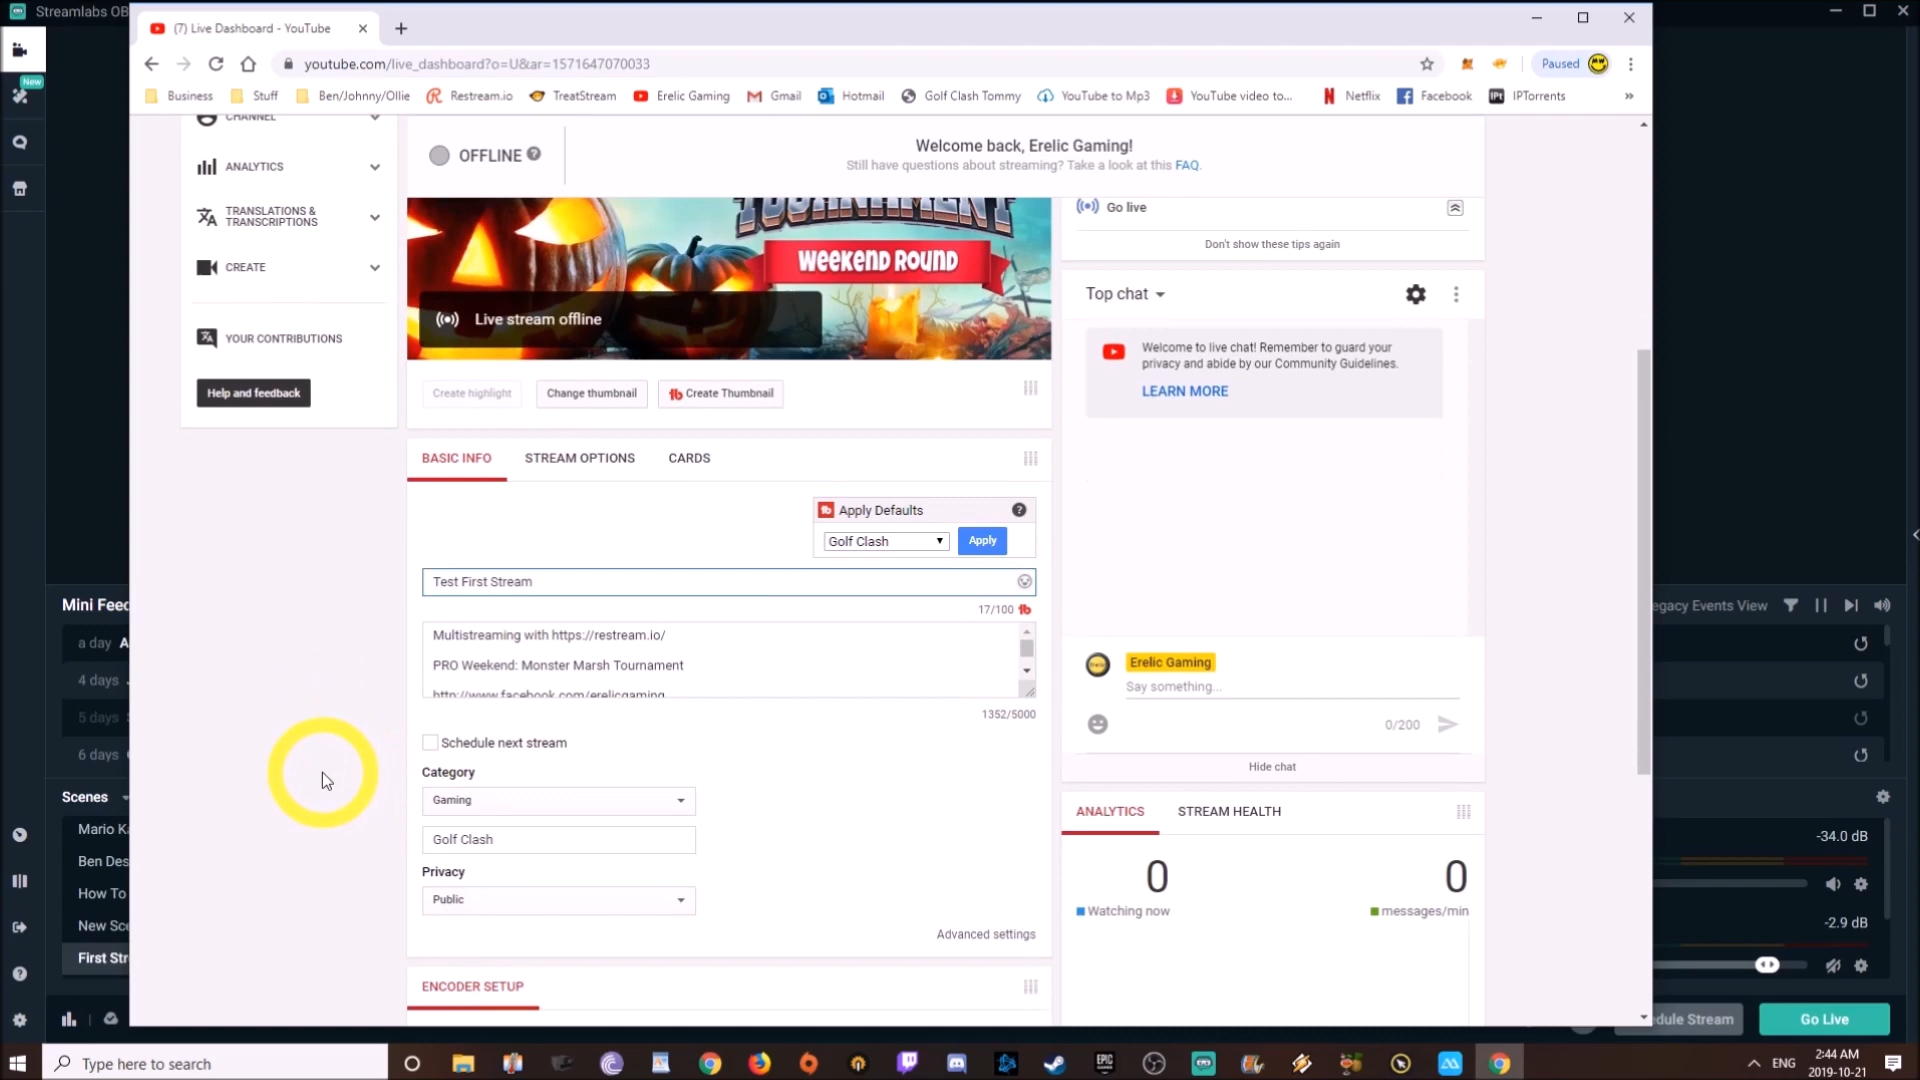 Streamlabs OB
(7) Live Dashboard - YouTube
youtube.com/live_dashboard?o=U&ar=1571647070033
Paused
Business
Stuff
Ben/Johnny/Ollie
Restream.io
TreatStream
Erelic Gaming
Gmail
Hotmail
Golf Clash Tommy
YouTube to Mp3
YouTube video to...
Netflix
Facebook
IPTorrents
»
New
CHANNEL
ANALYTICS
TRANSLATIONS &
TRANSCRIPTIONS
CREATE
YOUR CONTRIBUTIONS
Help and feedback
OFFLINE
Welcome back, Erelic Gaming!
Still have questions about streaming? Take a look at this FAQ.
TOURNAMENT
WEEKEND ROUND
Live stream offline
Create highlight
Change thumbnail
Create Thumbnail
BASIC INFO
STREAM OPTIONS
CARDS
Apply Defaults
Golf Clash
Apply
Test First Stream
17/100
Multistreaming with https://restream.io/
PRO Weekend: Monster Marsh Tournament
http://www.facebook.com/erelicgaming
1352/5000
Schedule next stream
Category
Gaming
Golf Clash
Privacy
Public
Advanced settings
ENCODER SETUP
Go live
Don't show these tips again
Top chat
Welcome to live chat! Remember to guard your
privacy and abide by our Community Guidelines.
LEARN MORE
Erelic Gaming
Say something...
0/200
Hide chat
ANALYTICS
STREAM HEALTH
0
0
Watching now
messages/min
Mini Feed
a day
4 days
5 days
6 days
Scenes
Mario Ka
Ben Des
How To
New Sce
First Str
egacy Events View
-34.0 dB
-2.9 dB
dule Stream
Go Live
Type here to search
ENG
2:44 AM
2019-10-21